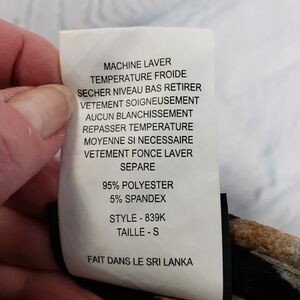 MACHINE LAVER
TEMPERATURE FROIDE
SECHER NIVEAU BAS RETIRER
VETEMENT SOIGNEUSEMENT
AUCUN BLANCHISSEMENT
REPASSER TEMPERATURE
MOYENNE SI NECESSAIRE
VETEMENT FONCE LAVER
SEPARE
95% POLYESTER
5% SPANDEX
STYLE - 839K
TAILLE - S
FAIT DANS LE SRI LANKA